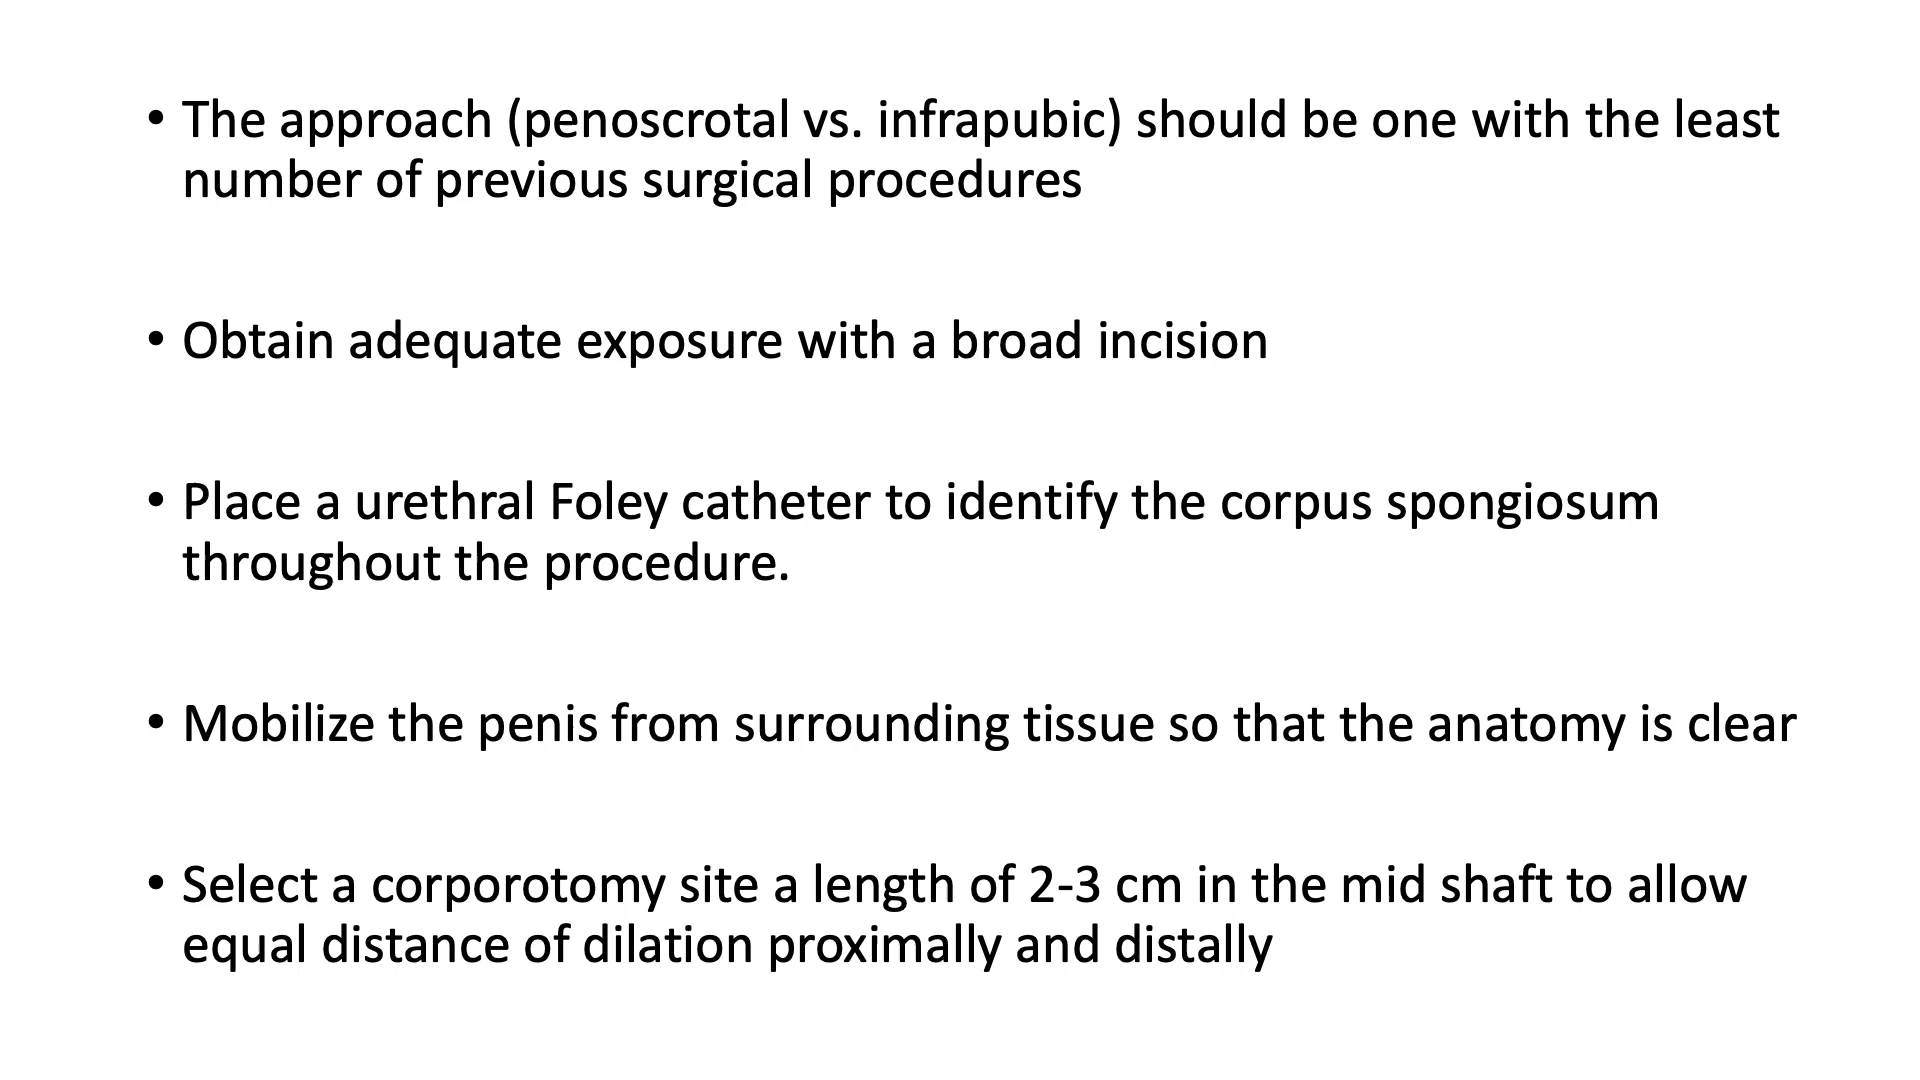 • The approach (penoscrotal vs. infrapubic) should be one with the least
number of previous surgical procedures
• Obtain adequate exposure with a broad incision
• Place a urethral Foley catheter to identify the corpus spongiosum
throughout the procedure.
• Mobilize the penis from surrounding tissue so that the anatomy is clear
• Select a corporotomy site a length of 2-3 cm in the mid shaft to allow
equal distance of dilation proximally and distally